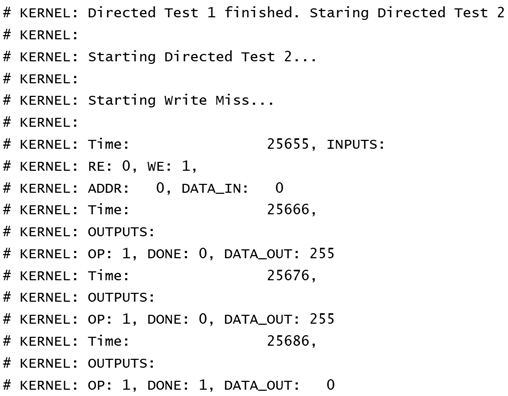 # KERNEL: Directed Test 1 finished. Staring Directed Test 2
# KERNEL:
# KERNEL: Starting Directed Test 2...
# KERNEL:
# KERNEL: Starting Write Miss...
# KERNEL:
# KERNEL: Time:                25655, INPUTS:
# KERNEL: RE: 0, WE: 1,
# KERNEL: ADDR:   0, DATA_IN:   0
# KERNEL: Time:                25666,
# KERNEL: OUTPUTS:
# KERNEL: OP: 1, DONE: 0, DATA_OUT: 255
# KERNEL: Time:                25676,
# KERNEL: OUTPUTS:
# KERNEL: OP: 1, DONE: 0, DATA_OUT: 255
# KERNEL: Time:                25686,
# KERNEL: OUTPUTS:
# KERNEL: OP: 1, DONE: 1, DATA_OUT:   0